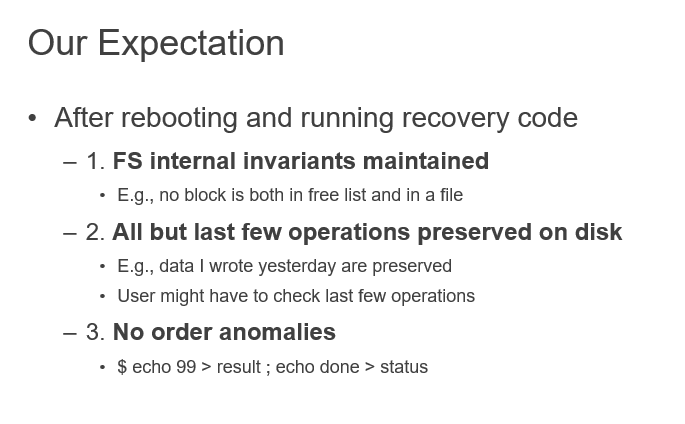 Our Expectation
• After rebooting and running recovery code
– 1. FS internal invariants maintained
• E.g., no block is both in free list and in a file
– 2. All but last few operations preserved on disk
• E.g., data I wrote yesterday are preserved
• User might have to check last few operations
– 3. No order anomalies
• $ echo 99 > result ; echo done > status